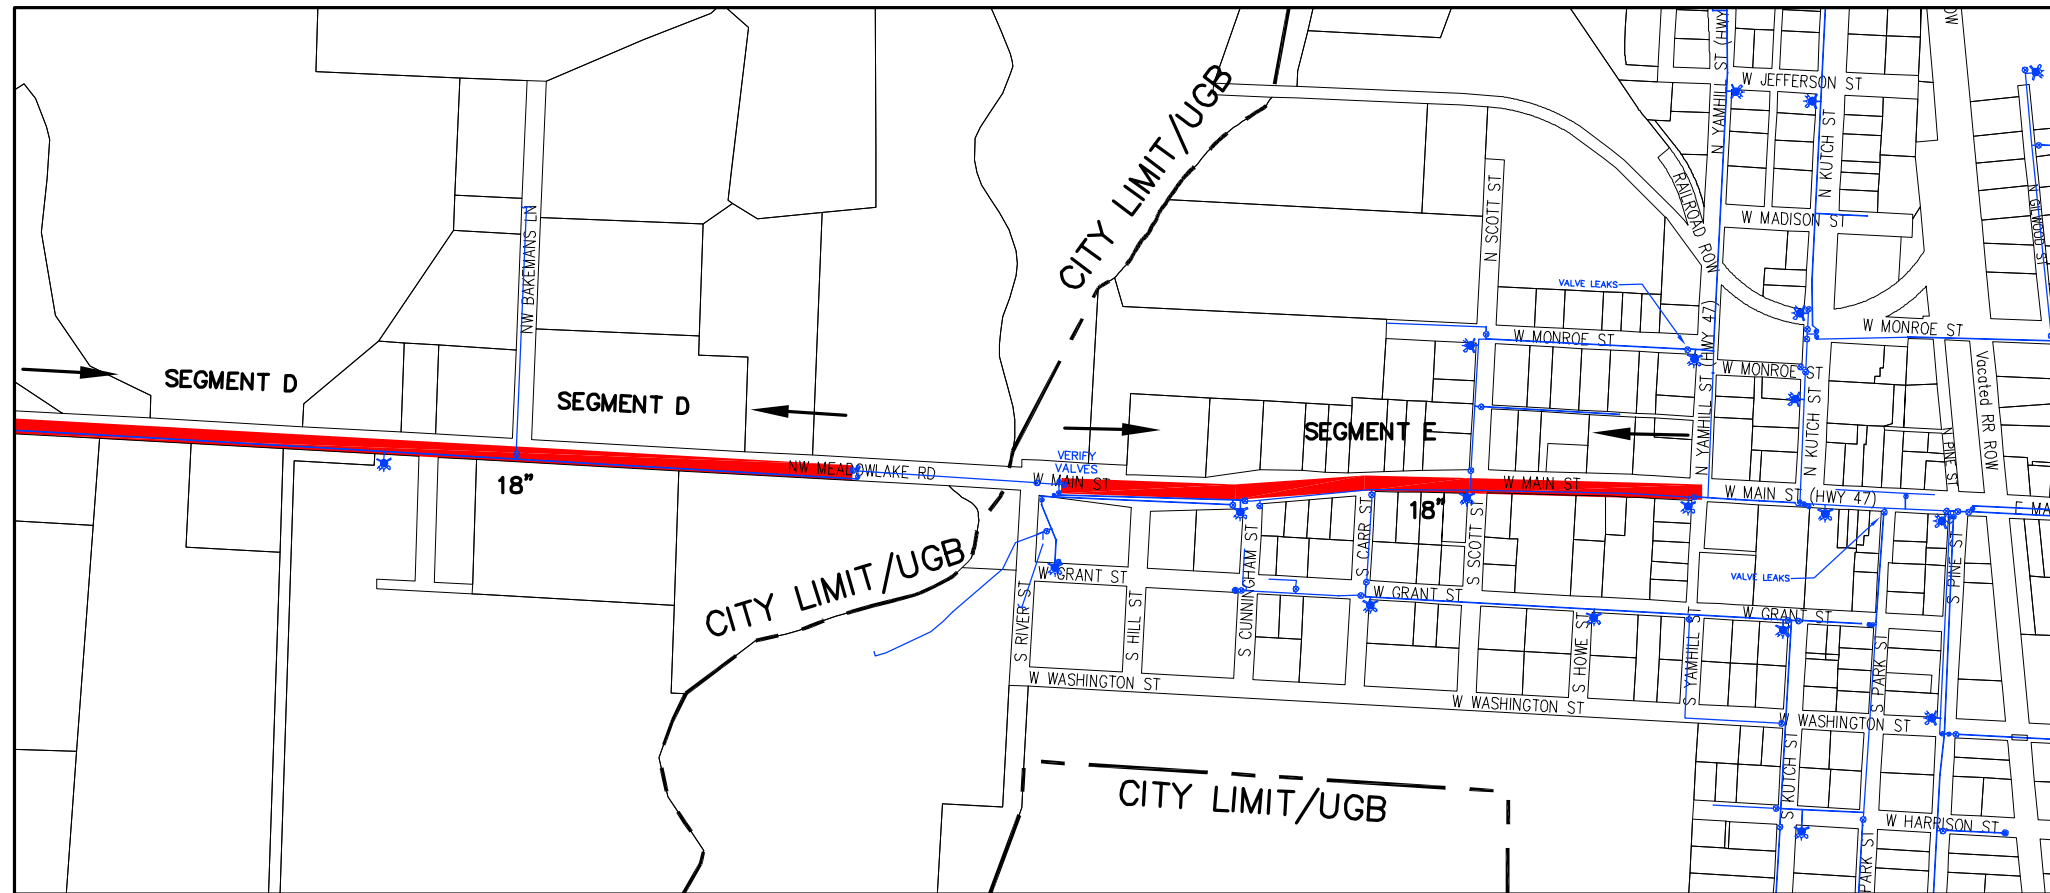 N YAMHILL ST (HWY
W JEFFERSON ST
N KUTCH ST
CITY LIMIT/UGB
N SCOTT ST
RAILROAD ROW
W MADISON ST
NW BAKEMANS LN
VALVE LEAKS
W MONROE ST
W MONROE ST
W MONROE ST
N YAMHILL ST (HWY 47)
N KUTCH ST
N PINE ST
Vacated RR ROW
SEGMENT D
SEGMENT D
SEGMENT E
VERIFY
VALVES
NW MEADOWLAKE RD
W MAIN ST
W MAIN ST
W MAIN ST (HWY 47)
E MA
18"
18"
CITY LIMIT/UGB
W GRANT ST
W GRANT ST
W GRANT ST
VALVE LEAKS
S RIVER ST
S HILL ST
S CUNNINGHAM ST
S CARR ST
S SCOTT ST
S HOWE ST
S YAMHILL ST
S PARK ST
S PINE ST
W WASHINGTON ST
W WASHINGTON ST
W WASHINGTON ST
S KUTCH ST
CITY LIMIT/UGB
W HARRISON ST
PARK ST